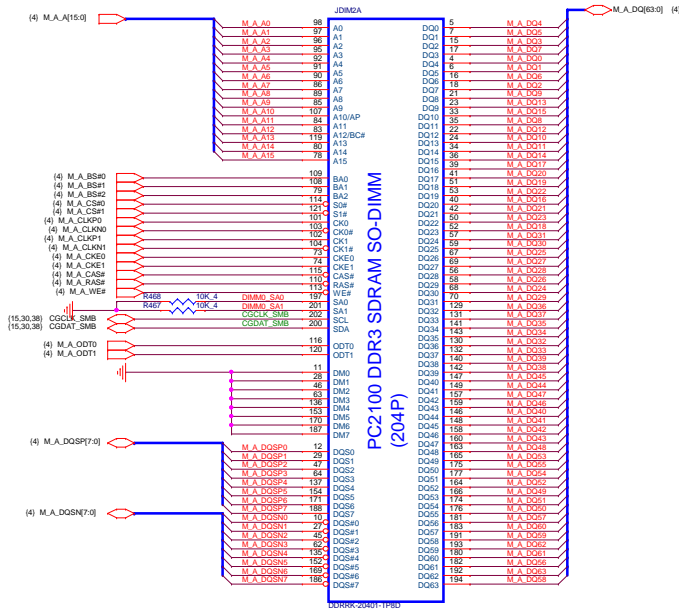 (4) M_A_A[15:0]
JDIM2A
M_A_DQ[63:0] (4)
M_A_A0 98 A0
M_A_A1 97 A1
M_A_A2 96 A2
M_A_A3 95 A3
M_A_A4 92 A4
M_A_A5 91 A5
M_A_A6 90 A6
M_A_A7 86 A7
M_A_A8 89 A8
M_A_A9 85 A9
M_A_A10 107 A10/AP
M_A_A11 84 A11
M_A_A12 83 A12/BC#
M_A_A13 119 A13
M_A_A14 80 A14
M_A_A15 78 A15
(4) M_A_BS#0 109 BA0
(4) M_A_BS#1 108 BA1
(4) M_A_BS#2 79 BA2
(4) M_A_CS#0 114 S0#
(4) M_A_CS#1 121 S1#
(4) M_A_CLKP0 101 CK0
(4) M_A_CLKN0 103 CK0#
(4) M_A_CLKP1 102 CK1
(4) M_A_CLKN1 104 CK1#
(4) M_A_CKE0 73 CKE0
(4) M_A_CKE1 74 CKE1
(4) M_A_CAS# 115 CAS#
(4) M_A_RAS# 110 RAS#
(4) M_A_WE# 113 WE#
R468 10K_4 DIMM0_SA0 197 SA0
R467 10K_4 DIMM0_SA1 201 SA1
(15,30,38) CGCLK_SMB CGCLK_SMB 202 SCL
(15,30,38) CGDAT_SMB CGDAT_SMB 200 SDA
(4) M_A_ODT0 116 ODT0
(4) M_A_ODT1 120 ODT1
11 DM0
28 DM1
46 DM2
63 DM3
136 DM4
153 DM5
170 DM6
187 DM7
(4) M_A_DQSP[7:0]
M_A_DQSP0 12 DQS0
M_A_DQSP1 29 DQS1
M_A_DQSP2 47 DQS2
M_A_DQSP3 64 DQS3
M_A_DQSP4 137 DQS4
M_A_DQSP5 154 DQS5
M_A_DQSP6 171 DQS6
M_A_DQSP7 188 DQS7
(4) M_A_DQSN[7:0]
M_A_DQSN0 10 DQS#0
M_A_DQSN1 27 DQS#1
M_A_DQSN2 45 DQS#2
M_A_DQSN3 62 DQS#3
M_A_DQSN4 135 DQS#4
M_A_DQSN5 152 DQS#5
M_A_DQSN6 169 DQS#6
M_A_DQSN7 186 DQS#7
PC2100 DDR3 SDRAM SO-DIMM
(204P)
DQ0 5 M_A_DQ4
DQ1 7 M_A_DQ5
DQ2 15 M_A_DQ3
DQ3 17 M_A_DQ7
DQ4 4 M_A_DQ0
DQ5 6 M_A_DQ1
DQ6 16 M_A_DQ6
DQ7 18 M_A_DQ2
DQ8 21 M_A_DQ9
DQ9 23 M_A_DQ13
DQ10 33 M_A_DQ15
DQ11 35 M_A_DQ8
DQ12 22 M_A_DQ12
DQ13 24 M_A_DQ10
DQ14 34 M_A_DQ11
DQ15 36 M_A_DQ14
DQ16 39 M_A_DQ17
DQ17 41 M_A_DQ20
DQ18 51 M_A_DQ19
DQ19 53 M_A_DQ22
DQ20 40 M_A_DQ16
DQ21 42 M_A_DQ21
DQ22 50 M_A_DQ23
DQ23 52 M_A_DQ18
DQ24 57 M_A_DQ31
DQ25 59 M_A_DQ30
DQ26 67 M_A_DQ25
DQ27 69 M_A_DQ27
DQ28 56 M_A_DQ28
DQ29 58 M_A_DQ26
DQ30 68 M_A_DQ24
DQ31 70 M_A_DQ29
DQ32 129 M_A_DQ36
DQ33 131 M_A_DQ37
DQ34 141 M_A_DQ35
DQ35 143 M_A_DQ34
DQ36 130 M_A_DQ32
DQ37 132 M_A_DQ33
DQ38 140 M_A_DQ39
DQ39 142 M_A_DQ38
DQ40 147 M_A_DQ45
DQ41 149 M_A_DQ44
DQ42 157 M_A_DQ47
DQ43 159 M_A_DQ46
DQ44 146 M_A_DQ40
DQ45 148 M_A_DQ41
DQ46 158 M_A_DQ42
DQ47 160 M_A_DQ43
DQ48 163 M_A_DQ48
DQ49 165 M_A_DQ53
DQ50 175 M_A_DQ55
DQ51 177 M_A_DQ54
DQ52 164 M_A_DQ52
DQ53 166 M_A_DQ49
DQ54 174 M_A_DQ51
DQ55 176 M_A_DQ50
DQ56 181 M_A_DQ57
DQ57 183 M_A_DQ60
DQ58 191 M_A_DQ59
DQ59 193 M_A_DQ62
DQ60 180 M_A_DQ61
DQ61 182 M_A_DQ56
DQ62 192 M_A_DQ63
DQ63 194 M_A_DQ58
DDRRK-20401-TP8D